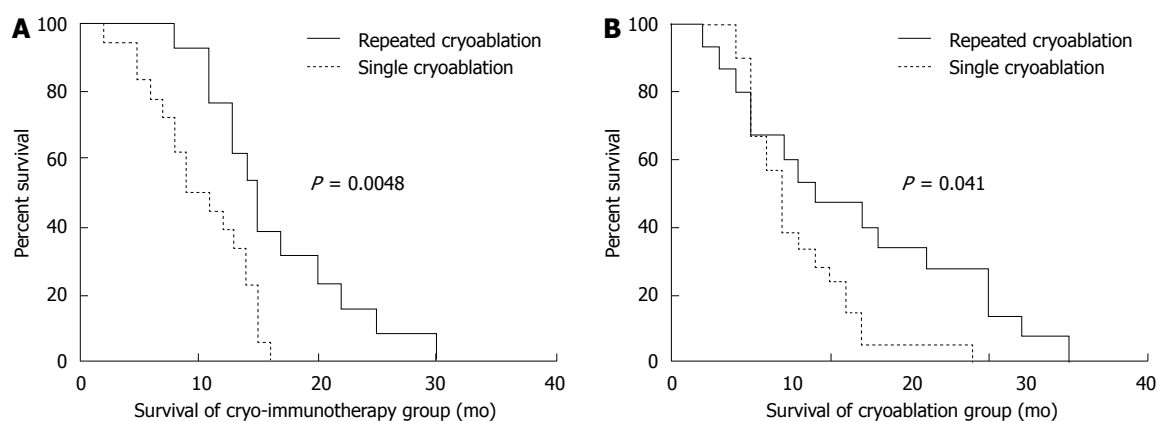 A
100
80
60
40
20
0
Percent survival
Repeated cryoablation
Single cryoablation
P = 0.0048
0 10 20 30 40
Survival of cryo-immunotherapy group (mo)
B
100
80
60
40
20
0
Percent survival
Repeated cryoablation
Single cryoablation
P = 0.041
0 10 20 30 40
Survival of cryoablation group (mo)